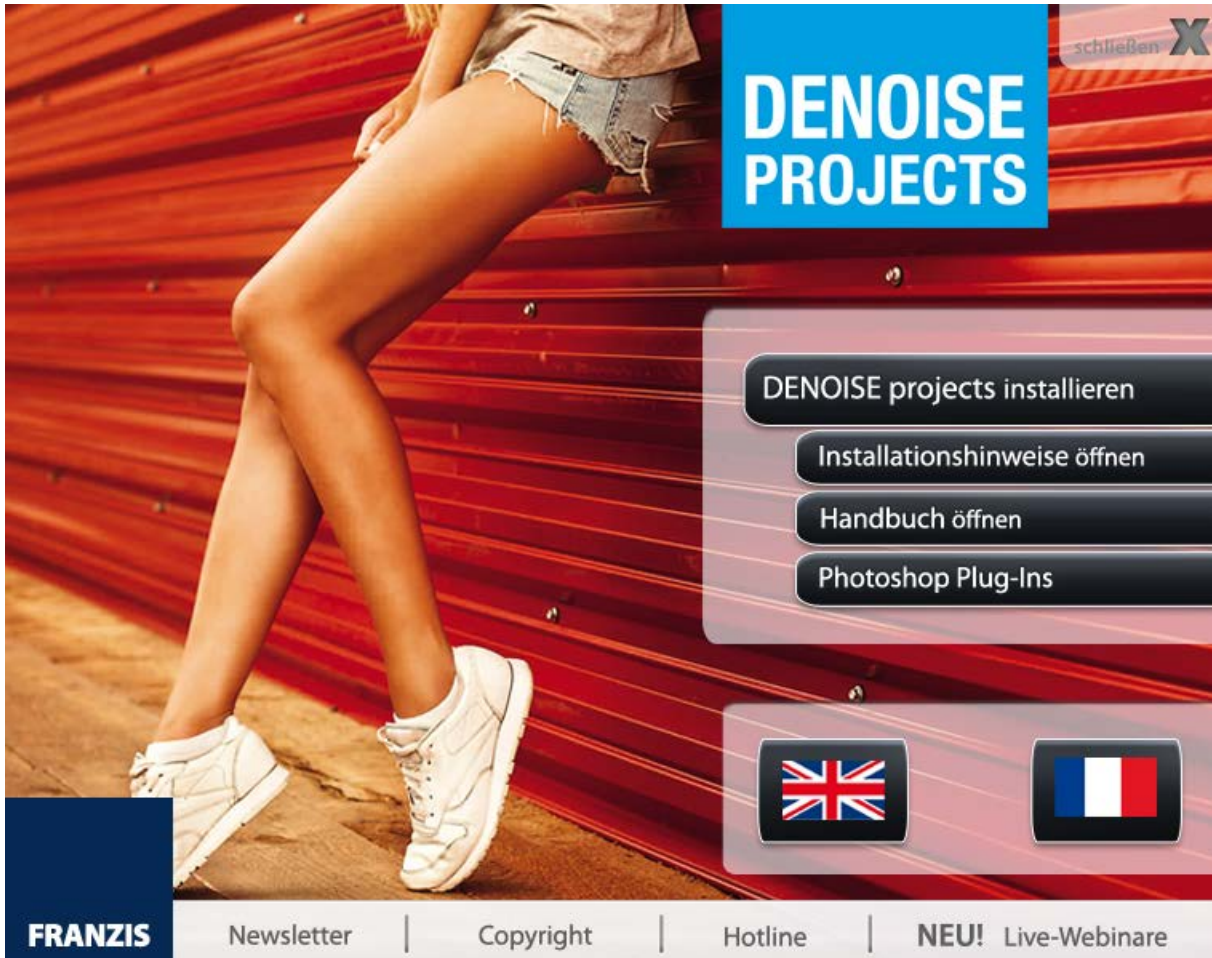 schließen X
DENOISE
PROJECTS
DENOISE projects installieren
Installationshinweise öffnen
Handbuch öffnen
Photoshop Plug-Ins
FRANZIS
Newsletter | Copyright | Hotline | NEU! Live-Webinare